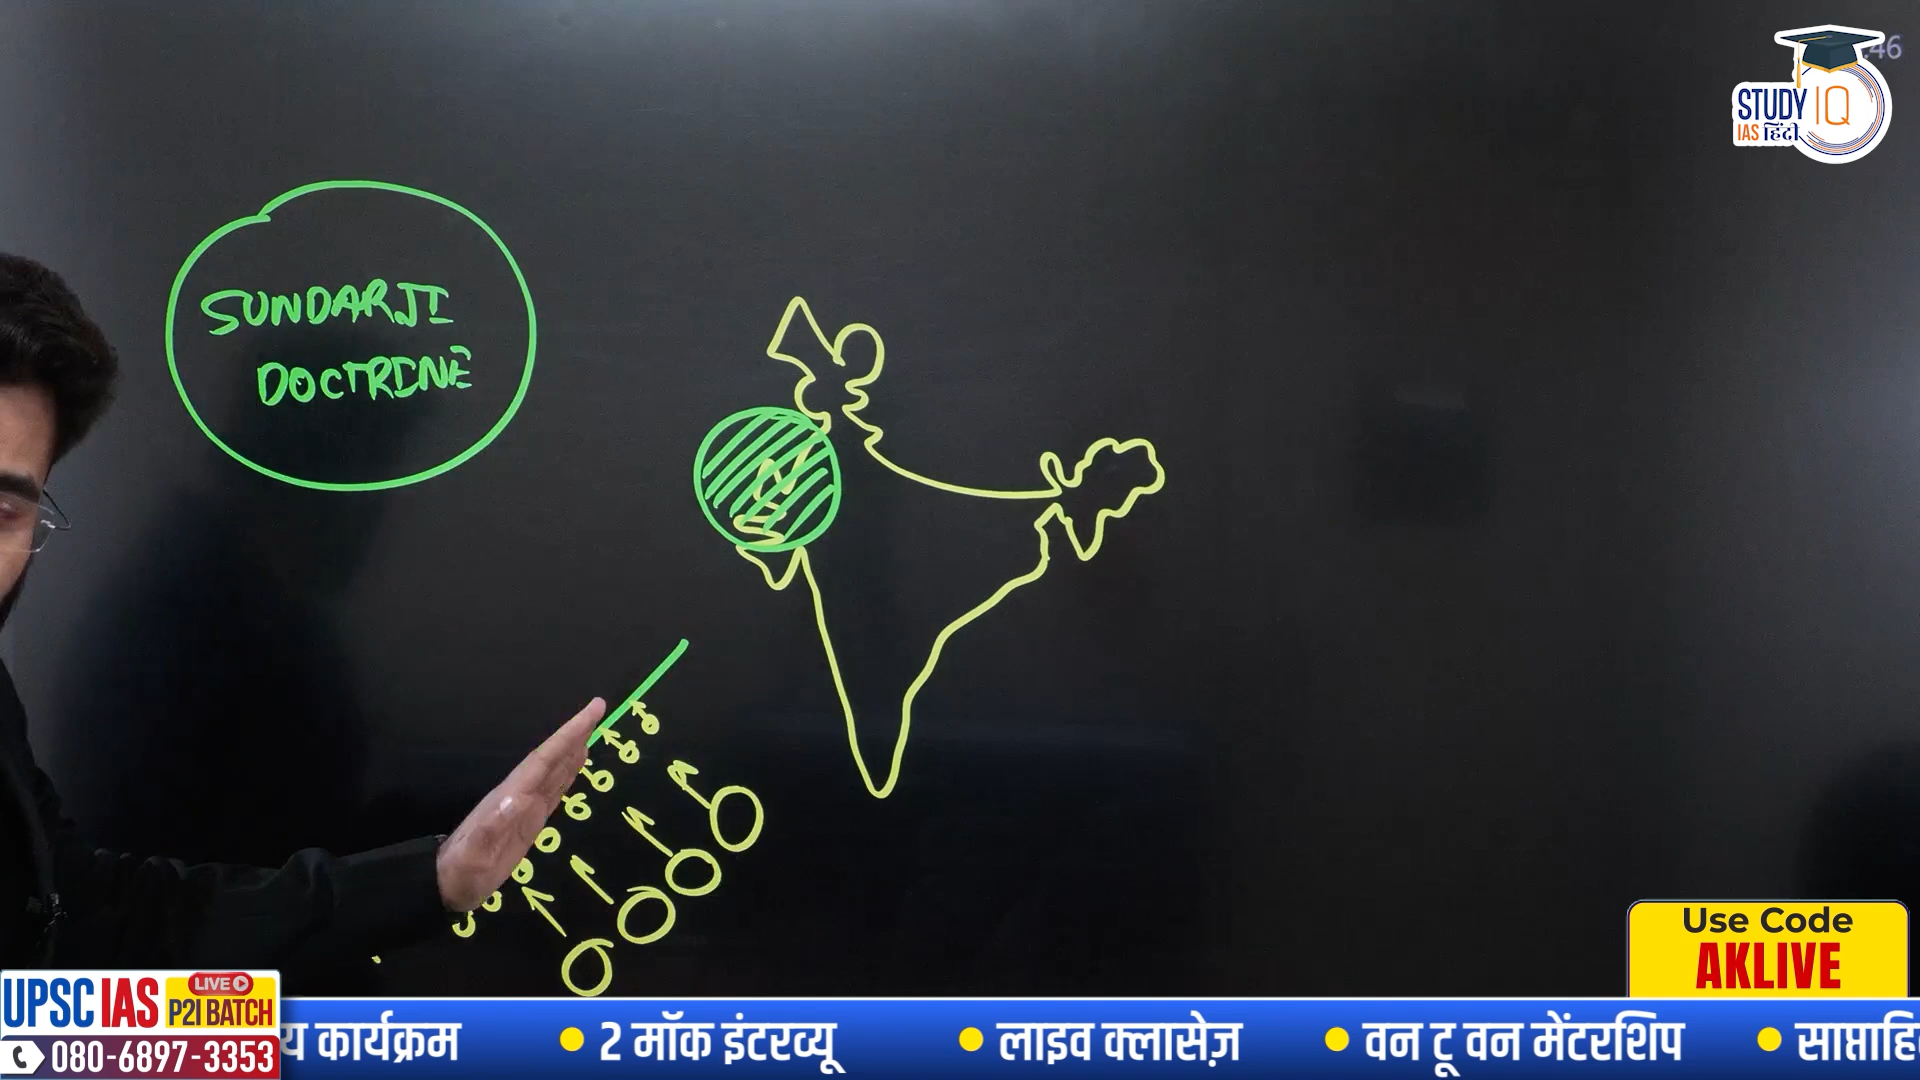 46
STUDY IQ
IAS हिंदी
SUNDARJI
DOCTRINE
Use Code
AKLIVE
UPSC IAS
LIVE
P2I BATCH
080-6897-3353
य कार्यक्रम
2 मॉक इंटरव्यू
लाइव क्लासेज़
वन टू वन मेंटरशिप
साप्ताहि